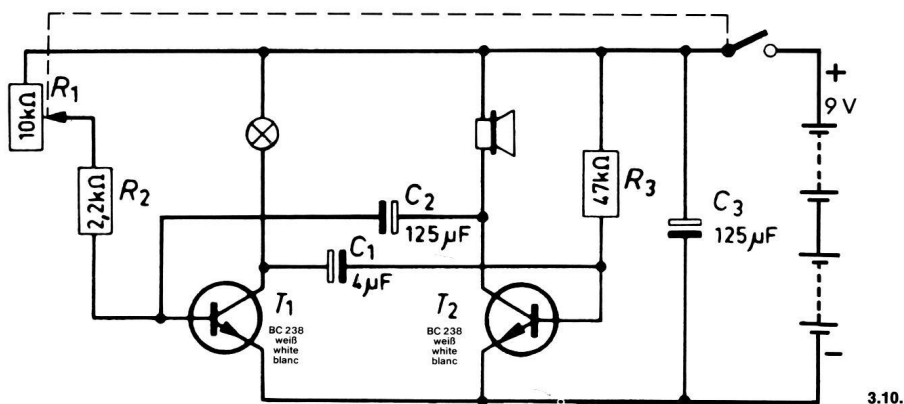 10kΩ
R1
2,2kΩ
R2
C2
125µF
C1
4µF
T1
BC 238
weiß
white
blanc
T2
BC 238
weiß
white
blanc
47kΩ
R3
C3
125µF
+
9 V
–
3.10.